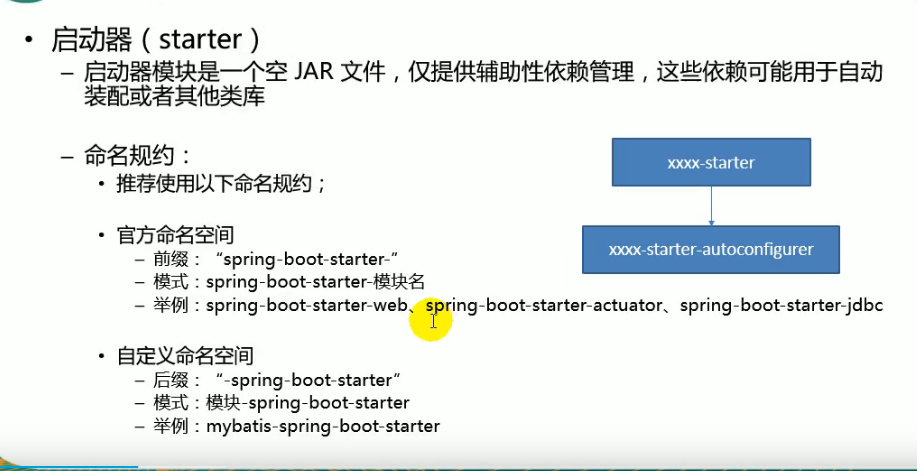 • 启动器（starter）
– 启动器模块是一个空 JAR 文件，仅提供辅助性依赖管理，这些依赖可能用于自动
装配或者其他类库
– 命名规约：
• 推荐使用以下命名规约；
xxxx-starter
xxxx-starter-autoconfigurer
• 官方命名空间
– 前缀：“spring-boot-starter-”
– 模式：spring-boot-starter-模块名
– 举例：spring-boot-starter-web、spring-boot-starter-actuator、spring-boot-starter-jdbc
• 自定义命名空间
– 后缀：“-spring-boot-starter”
– 模式：模块-spring-boot-starter
– 举例：mybatis-spring-boot-starter